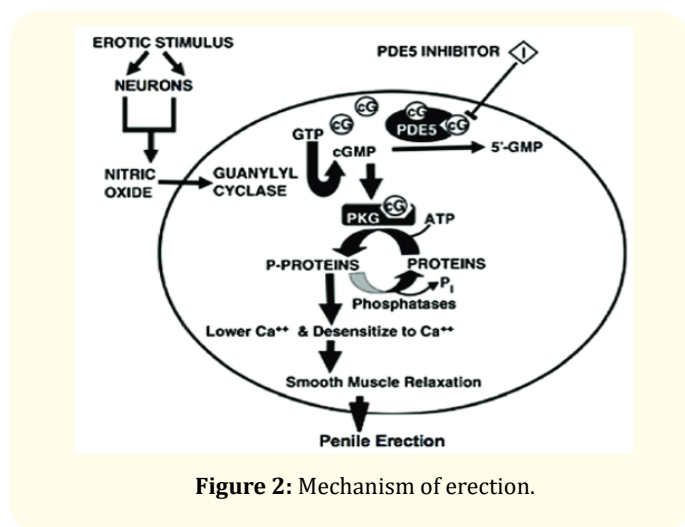 EROTIC STIMULUS
NEURONS
NITRIC
OXIDE
GUANYLYL
CYCLASE
PDE5 INHIBITOR
I
cG
cG
cG
PDE5
cG
GTP
cGMP
5'-GMP
cG
PKG
ATP
P-PROTEINS
PROTEINS
PI
Phosphatases
Lower Ca++ & Desensitize to Ca++
Smooth Muscle Relaxation
Penile Erection
Figure 2: Mechanism of erection.